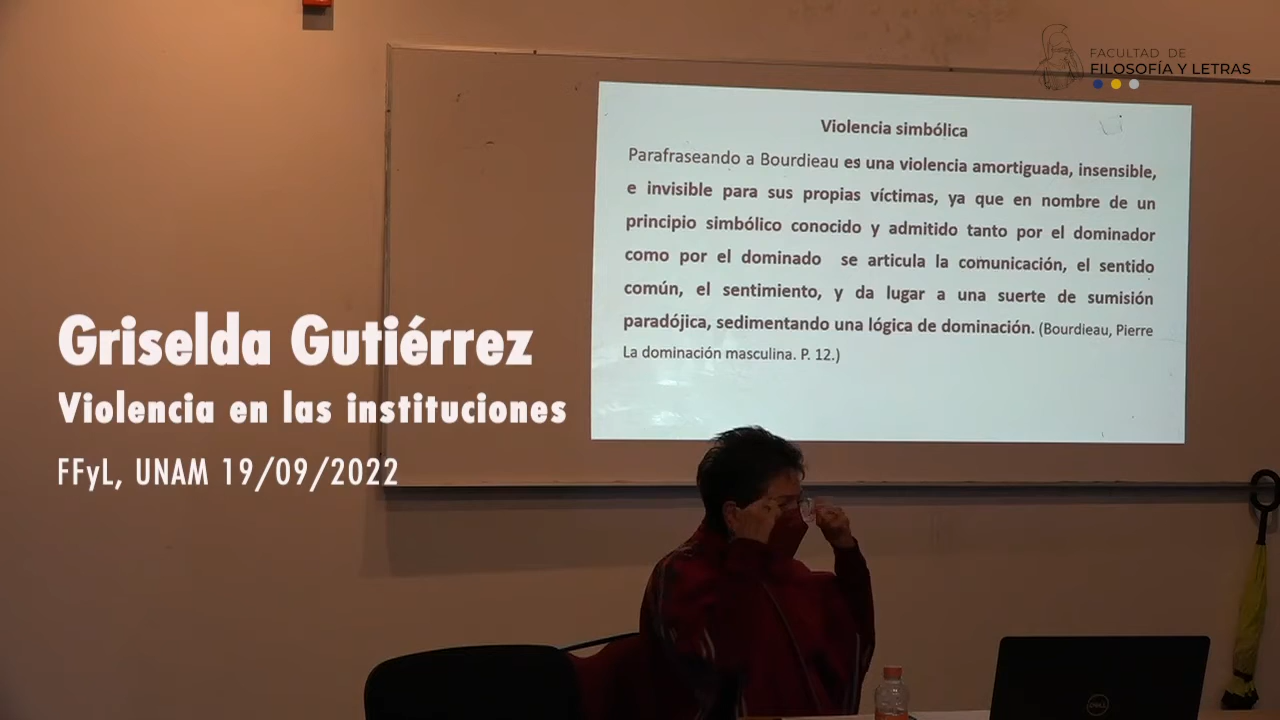 FACULTAD DE
FILOSOFÍA Y LETRAS
Violencia simbólica
Parafraseando a Bourdieau es una violencia amortiguada, insensible,
e invisible para sus propias víctimas, ya que en nombre de un
principio simbólico conocido y admitido tanto por el dominador
como por el dominado se articula la comunicación, el sentido
común, el sentimiento, y da lugar a una suerte de sumisión
paradójica, sedimentando una lógica de dominación. (Bourdieau, Pierre
La dominación masculina. P. 12.)
Griselda Gutiérrez
Violencia en las instituciones
FFyL, UNAM 19/09/2022
DELL